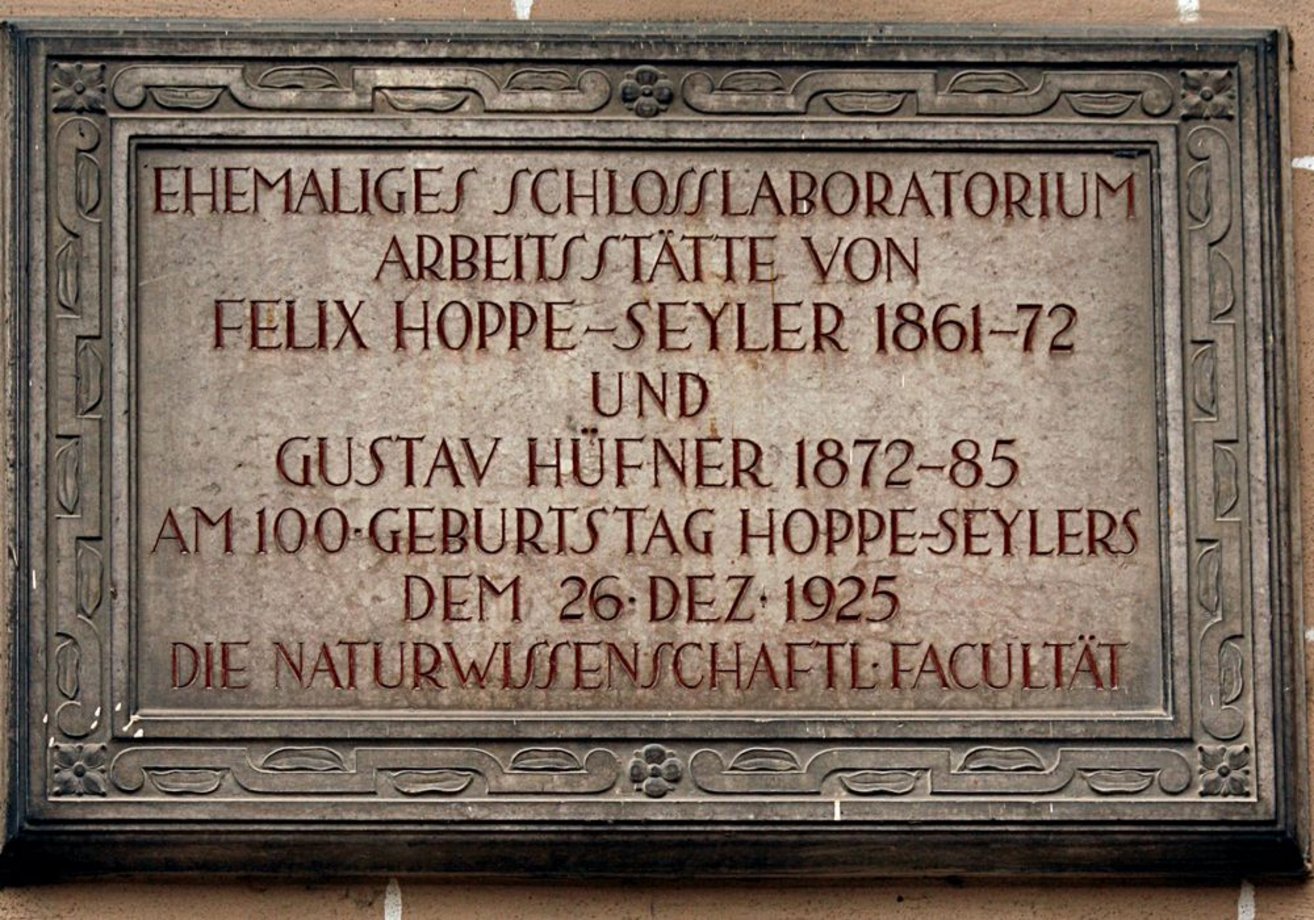 EHEMALIGES SCHLOSSLABORATORIUM
ARBEITSSTÄTTE VON
FELIX HOPPE-SEYLER 1861-72
UND
GUSTAV HÜFNER 1872-85
AM 100·GEBURTSTAG HOPPE-SEYLERS
DEM 26·DEZ·1925
DIE NATURWISSENSCHAFTL·FACULTÄT